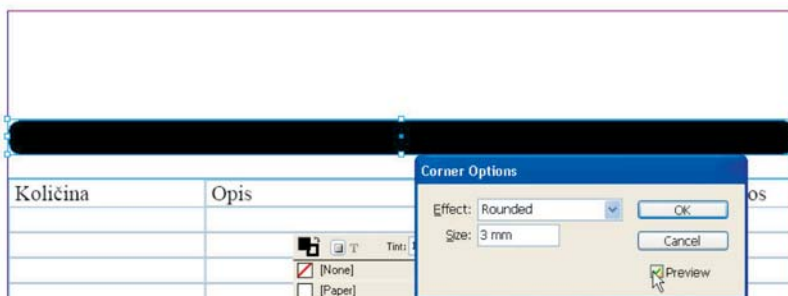 Corner Options
Količina Opis os
Effect: Rounded OK
Size: 3 mm Cancel
T Tint:
Preview
[None]
[Paper]